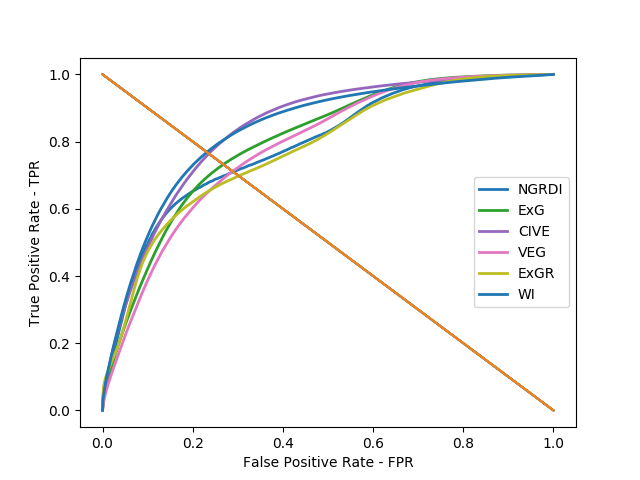 1.0
0.8
0.6
0.4
0.2
0.0
True Positive Rate - TPR
NGRDI
ExG
CIVE
VEG
ExGR
WI
0.0 0.2 0.4 0.6 0.8 1.0
False Positive Rate - FPR